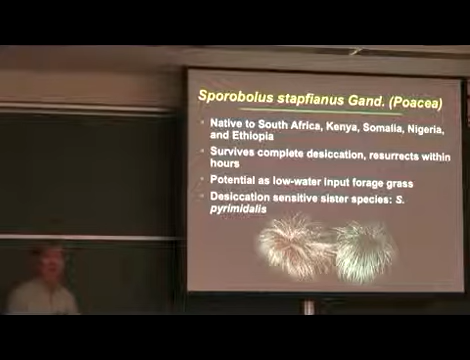 Sporobolus stapfianus Gand. (Poacea)
Native to South Africa, Kenya, Somalia, Nigeria,
and Ethiopia
Survives complete desiccation, resurrects within
hours
Potential as low-water input forage grass
Desiccation sensitive sister species: S.
pyrimidalis